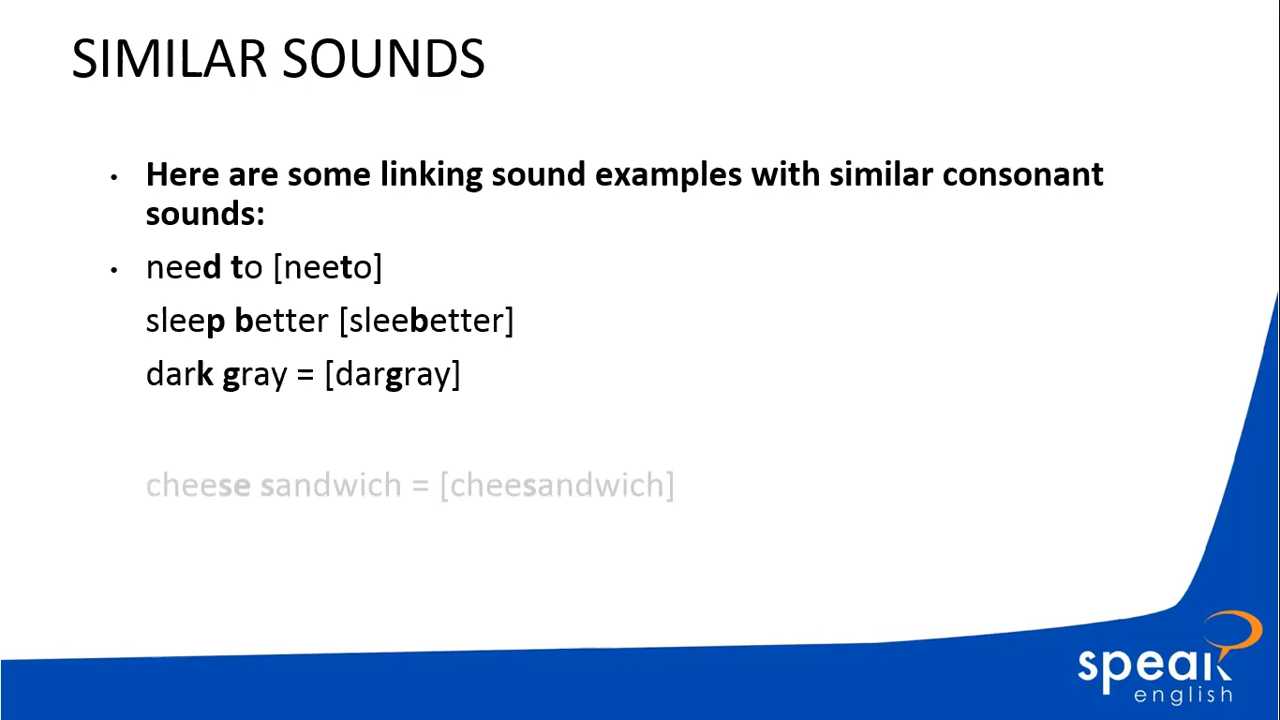 SIMILAR SOUNDS
• Here are some linking sound examples with similar consonant
sounds:
• need to [neeto]
sleep better [sleebetter]
dark gray = [dargray]
cheese sandwich = [cheesandwich]
speak
english